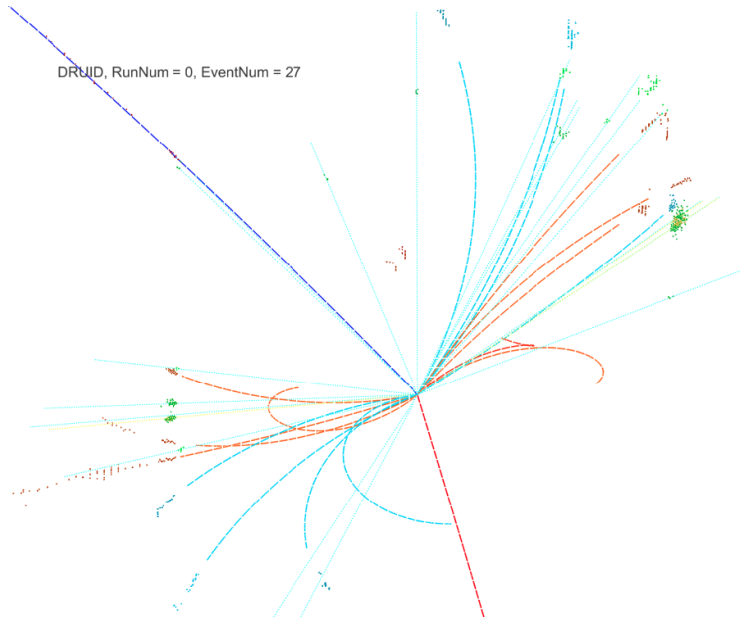 DRUID, RunNum = 0, EventNum = 27